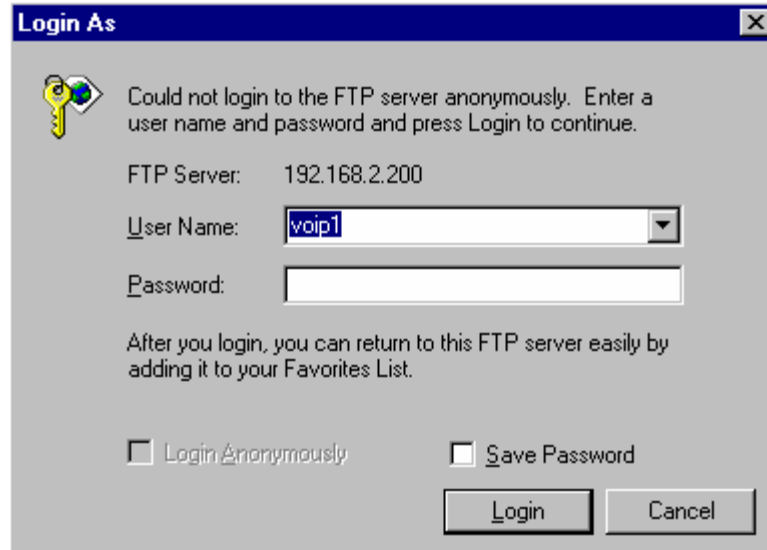 Login As
Could not login to the FTP server anonymously. Enter a
user name and password and press Login to continue.
FTP Server: 192.168.2.200
User Name: voip1
Password:
After you login, you can return to this FTP server easily by
adding it to your Favorites List.
Login Anonymously Save Password
Login Cancel